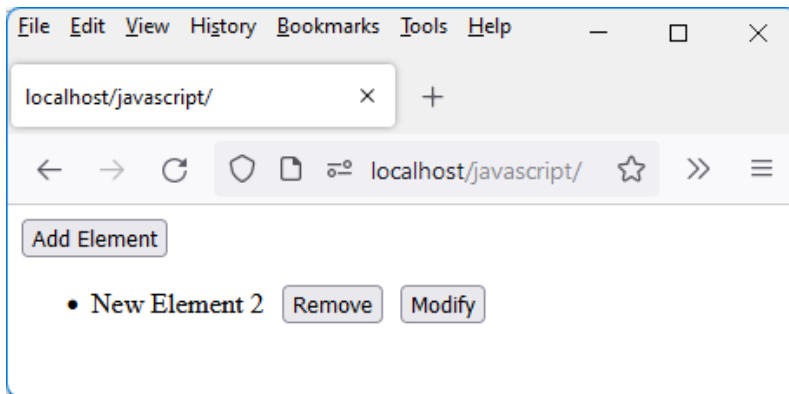 File Edit View History Bookmarks Tools Help
localhost/javascript/
localhost/javascript/
Add Element
• New Element 2 Remove Modify